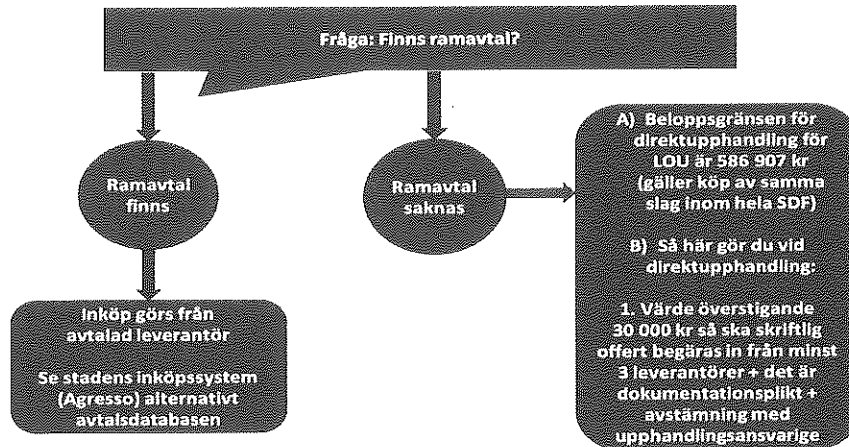 Fråga: Finns ramavtal?
Ramavtal
finns
Ramavtal
saknas
Inköp görs från
avtalad leverantör
Se stadens inköpssystem
(Agresso) alternativt
avtalsdatabasen
A) Beloppsgränsen för
direktupphandling för
LOU är 586 907 kr
(gäller köp av samma
slag inom hela SDF)
B) Så här gör du vid
direktupphandling:
1. Värde överstigande
30 000 kr så ska skriftlig
offert begäras in från minst
3 leverantörer + det är
dokumentationsplikt +
avstämning med
upphandlingsansvarige